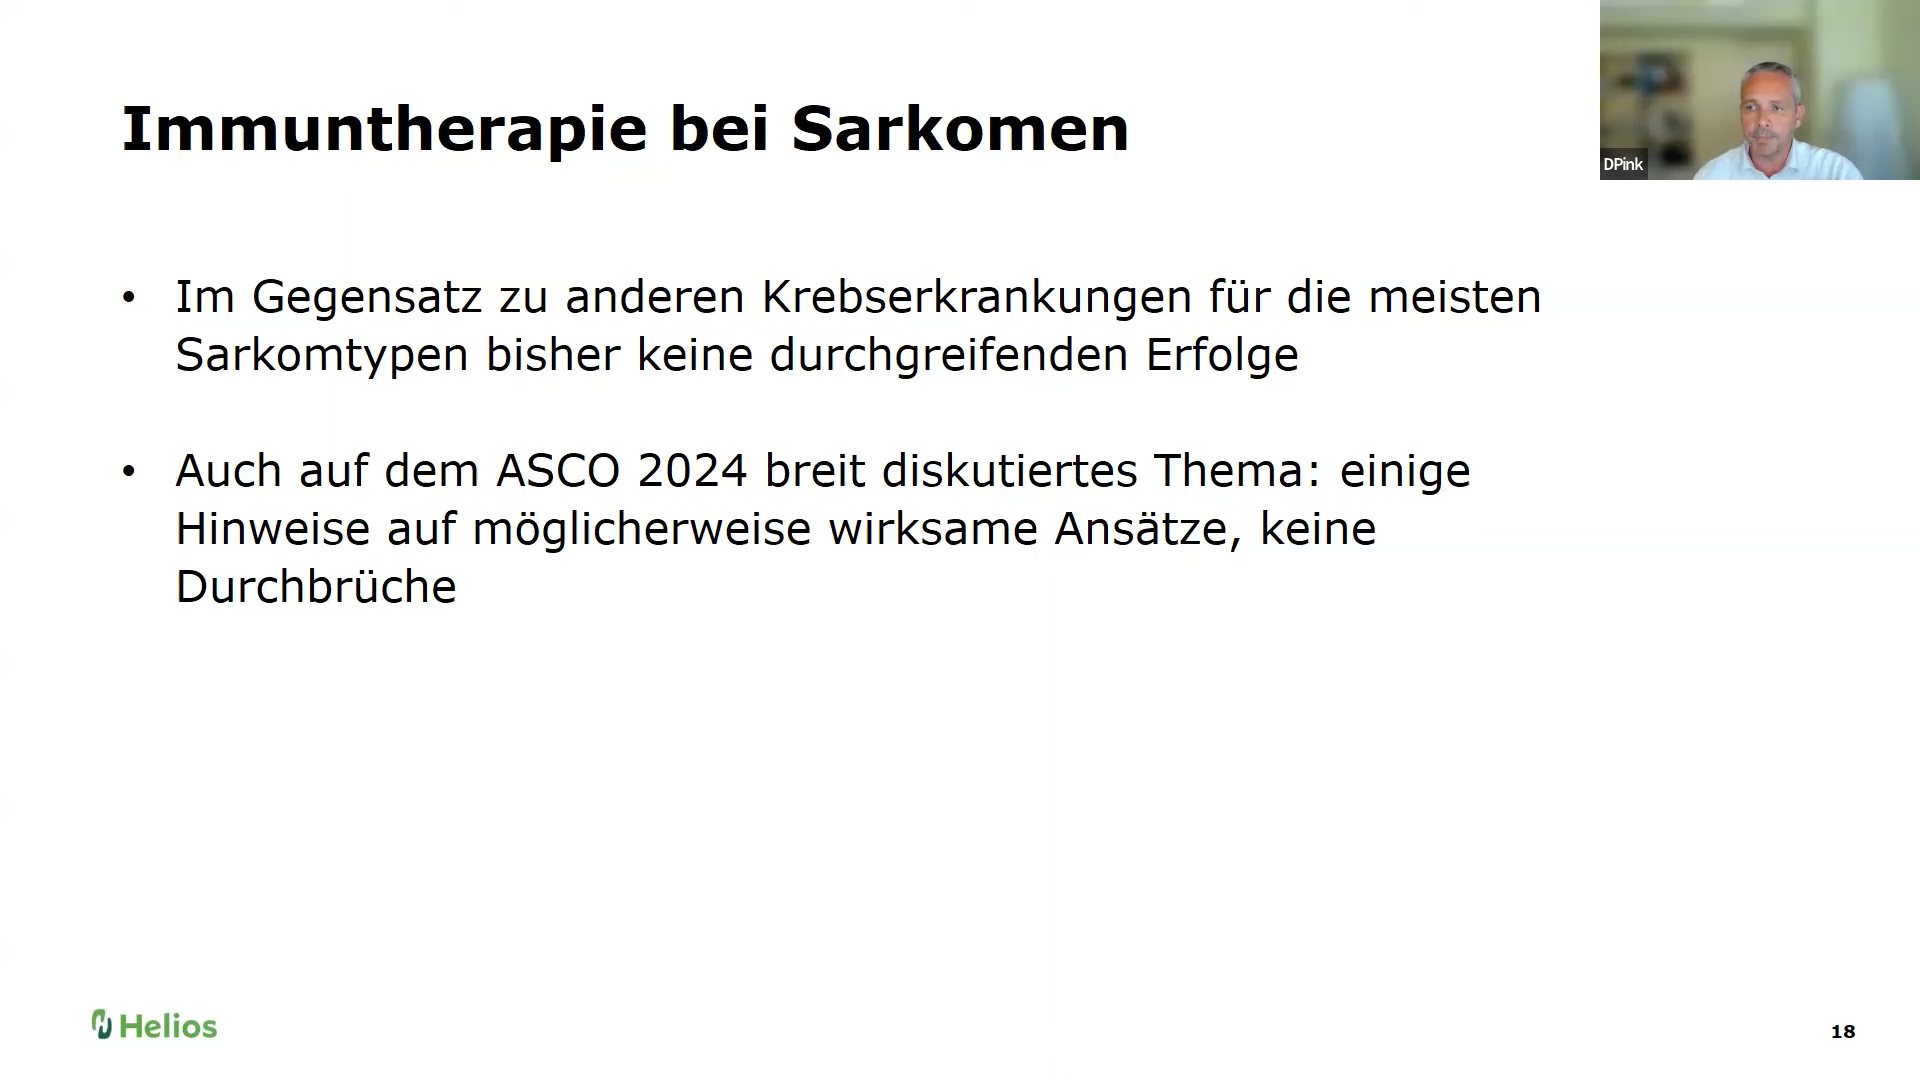 Immuntherapie bei Sarkomen
DPink
• Im Gegensatz zu anderen Krebserkrankungen für die meisten
Sarkomtypen bisher keine durchgreifenden Erfolge
• Auch auf dem ASCO 2024 breit diskutiertes Thema: einige
Hinweise auf möglicherweise wirksame Ansätze, keine
Durchbrüche
Helios
18